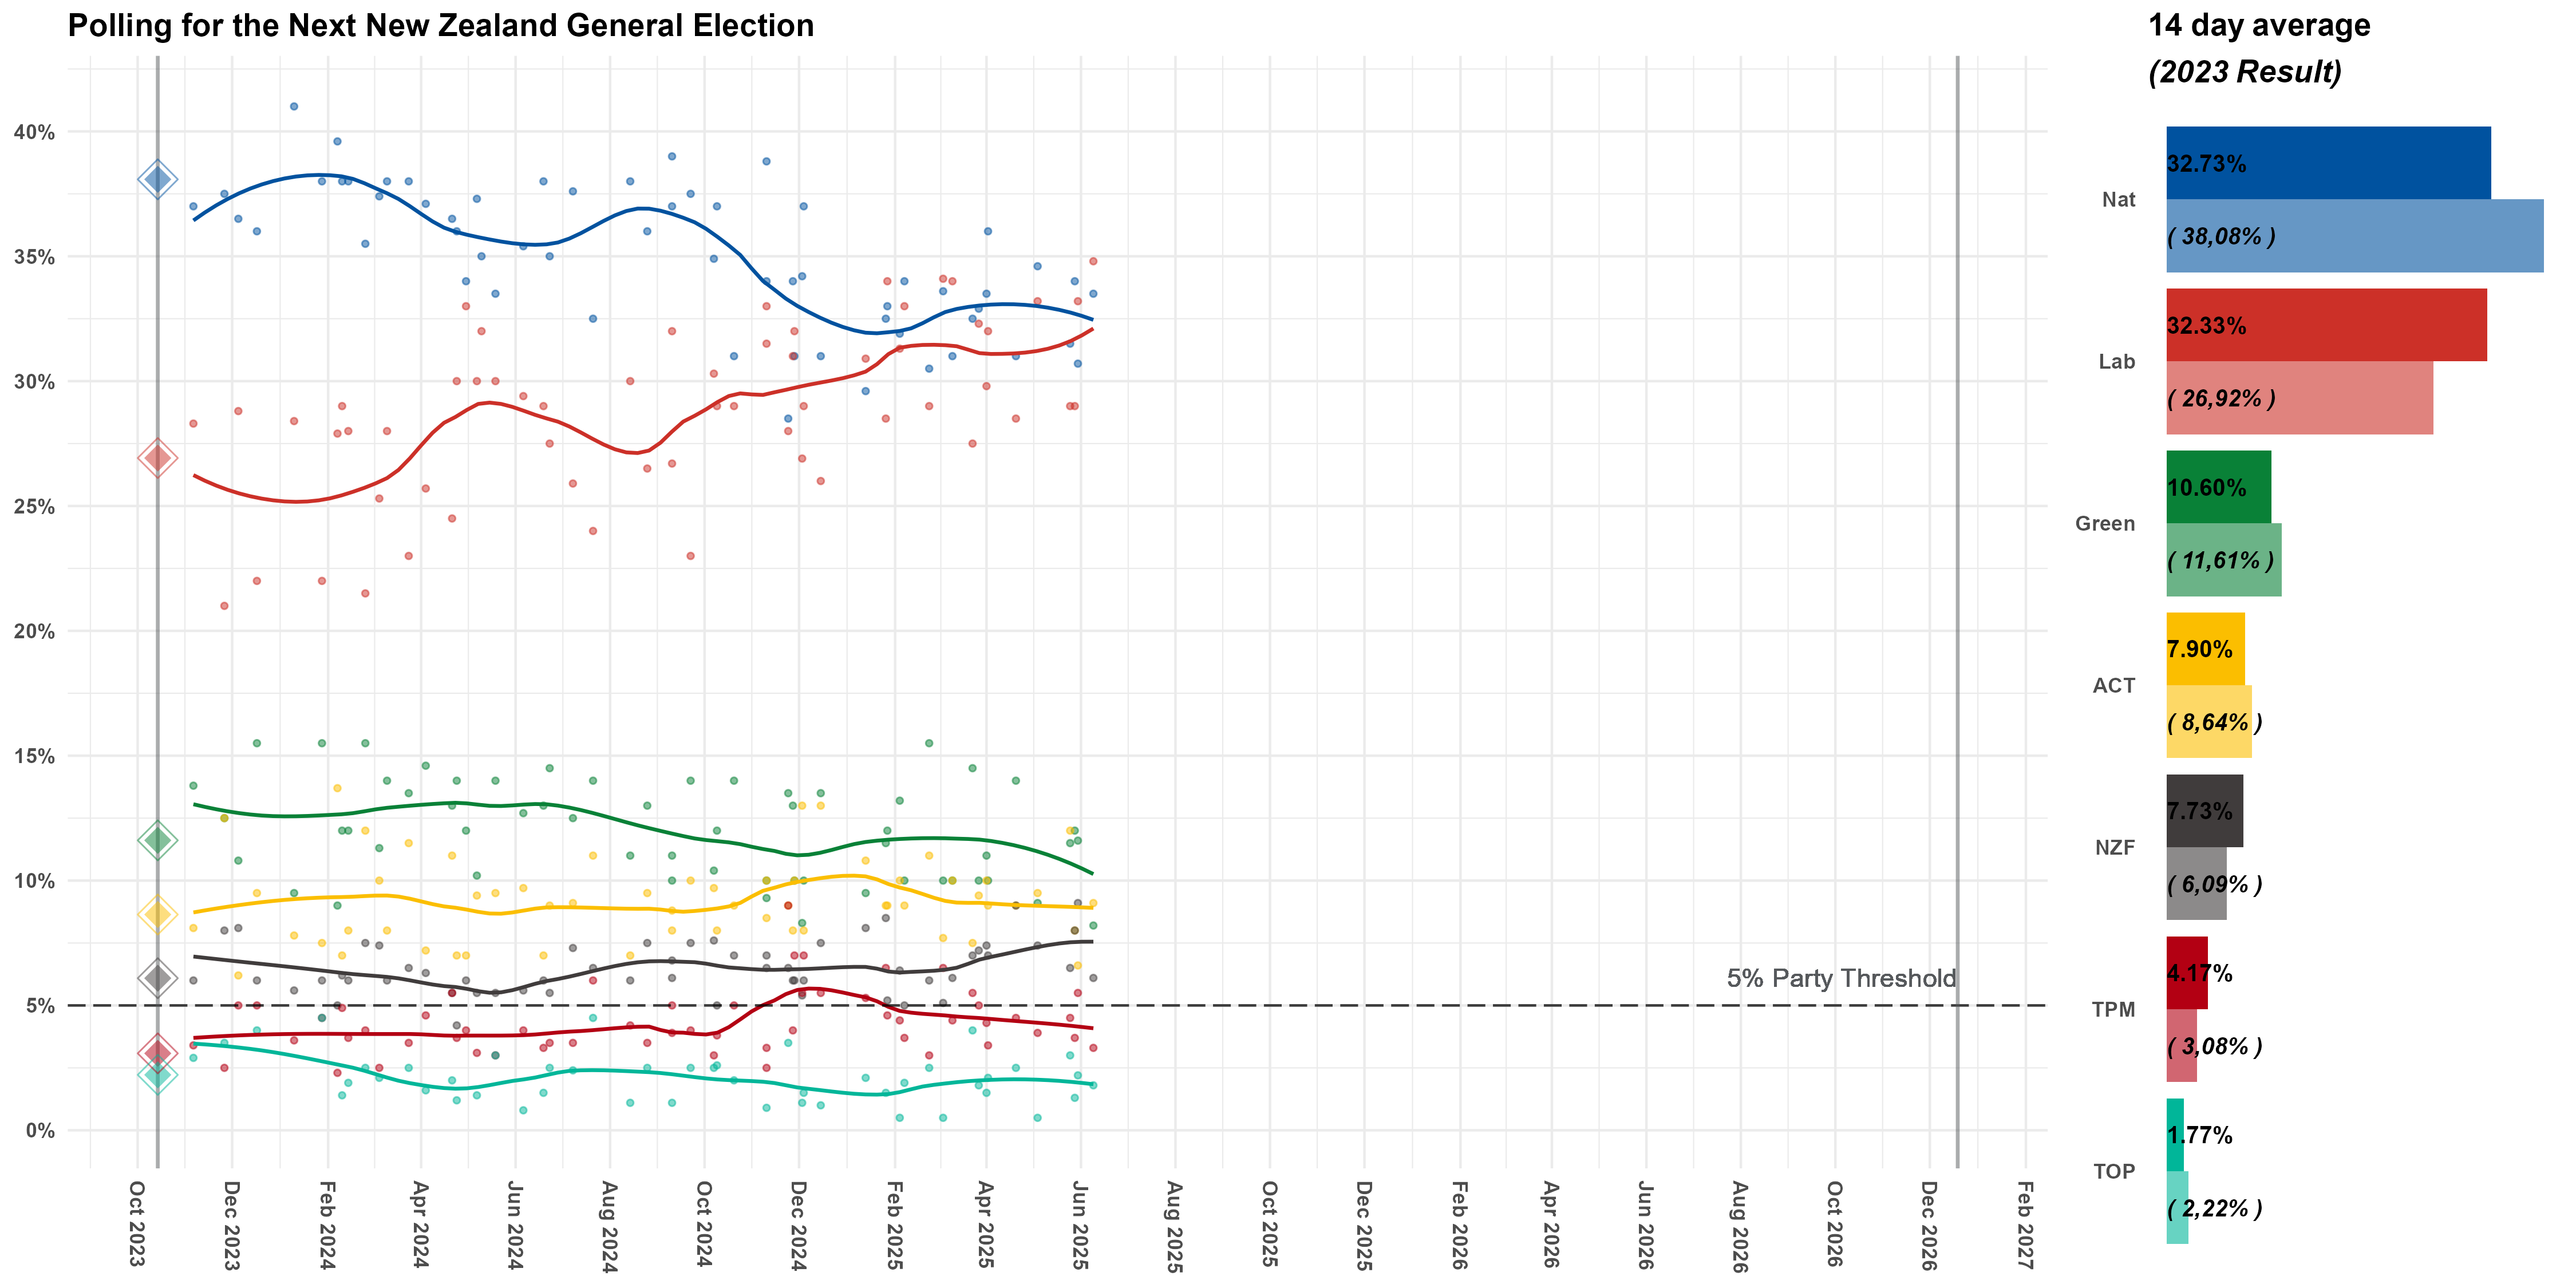 Polling for the Next New Zealand General Election
14 day average
(2023 Result)
40%
35%
30%
25%
20%
15%
10%
5%
0%
5% Party Threshold
Oct 2023
Dec 2023
Feb 2024
Apr 2024
Jun 2024
Aug 2024
Oct 2024
Dec 2024
Feb 2025
Apr 2025
Jun 2025
Aug 2025
Oct 2025
Dec 2025
Feb 2026
Apr 2026
Jun 2026
Aug 2026
Oct 2026
Dec 2026
Feb 2027
Nat
32.73%
( 38,08% )
Lab
32.33%
( 26,92% )
Green
10.60%
( 11,61% )
ACT
7.90%
( 8,64% )
NZF
7.73%
( 6,09% )
TPM
4.17%
( 3,08% )
TOP
1.77%
( 2,22% )